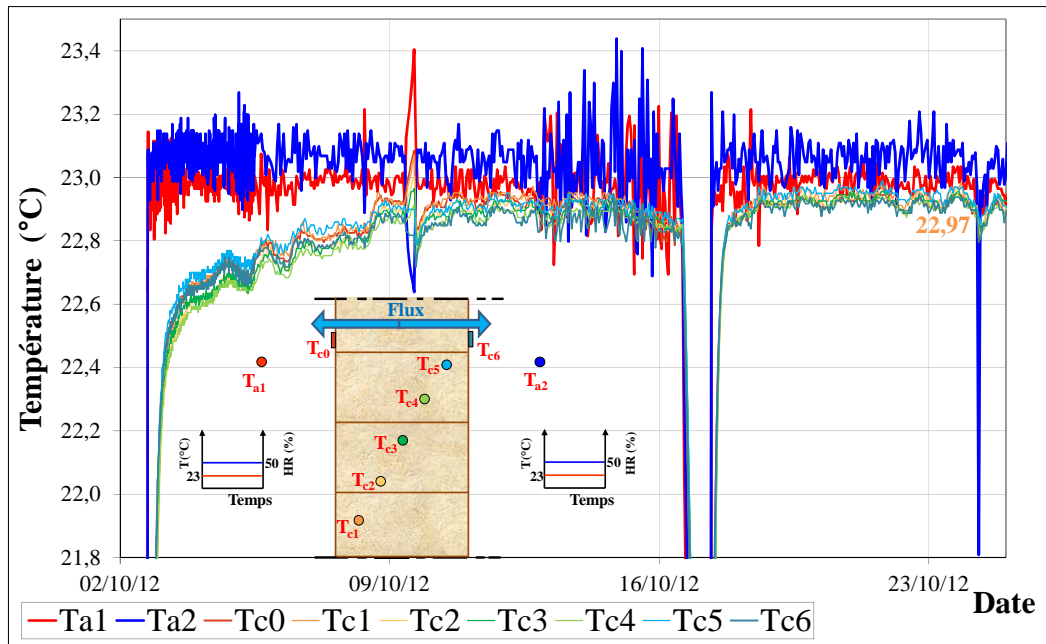 Température (°C)
23,4
23,2
23,0
22,8
22,6
22,4
22,2
22,0
21,8
22,97
Flux
Tc0
Tc6
Tc5
Ta1
Ta2
Tc4
Tc3
Tc2
Tc1
T(°C)
23
50
HR (%)
Temps
T(°C)
23
50
HR (%)
Temps
02/10/12
09/10/12
16/10/12
23/10/12
Date
Ta1 Ta2 Tc0 Tc1 Tc2 Tc3 Tc4 Tc5 Tc6